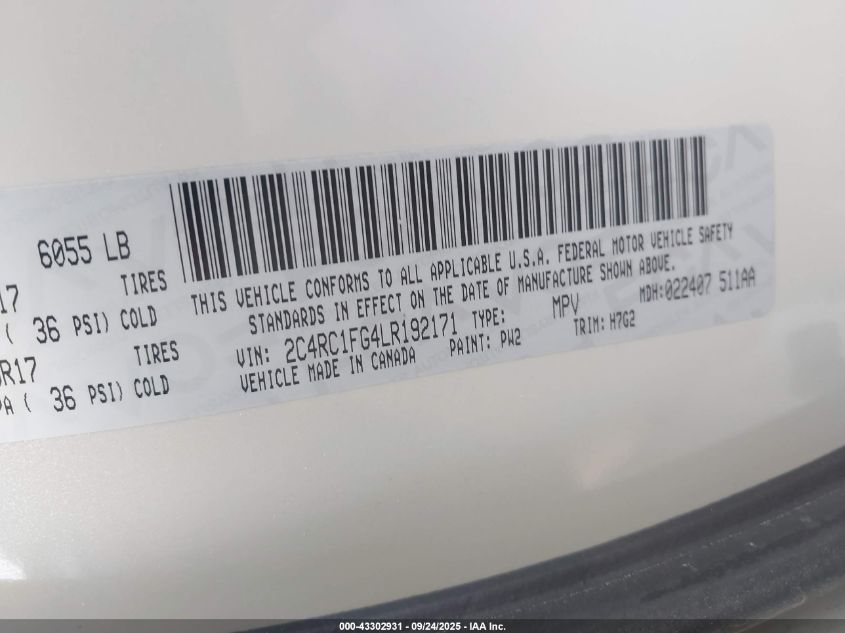 6055 LB
17 TIRES
( 36 PSI) COLD
R17 TIRES
PA ( 36 PSI) COLD
THIS VEHICLE CONFORMS TO ALL APPLICABLE U.S.A. FEDERAL MOTOR VEHICLE SAFETY
STANDARDS IN EFFECT ON THE DATE OF MANUFACTURE SHOWN ABOVE.
VIN: 2C4RC1FG4LR192171 TYPE: MPV MDH:022407 511AA
VEHICLE MADE IN CANADA PAINT: PW2 TRIM: H7G2
000-43302931 - 09/24/2025 - IAA Inc.